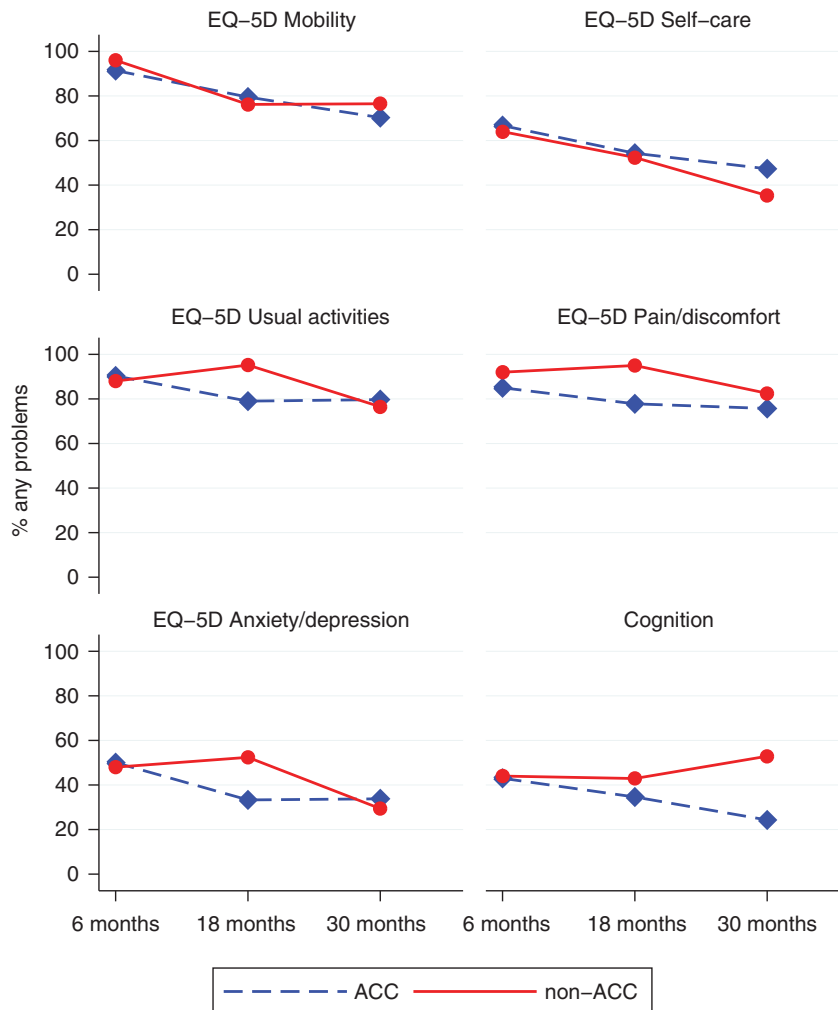 EQ–5D Mobility
EQ–5D Self–care
100
80
60
40
20
0
EQ–5D Usual activities
EQ–5D Pain/discomfort
100
80
60
40
20
0
% any problems
EQ–5D Anxiety/depression
Cognition
100
80
60
40
20
0
6 months 18 months 30 months
6 months 18 months 30 months
ACC non–ACC